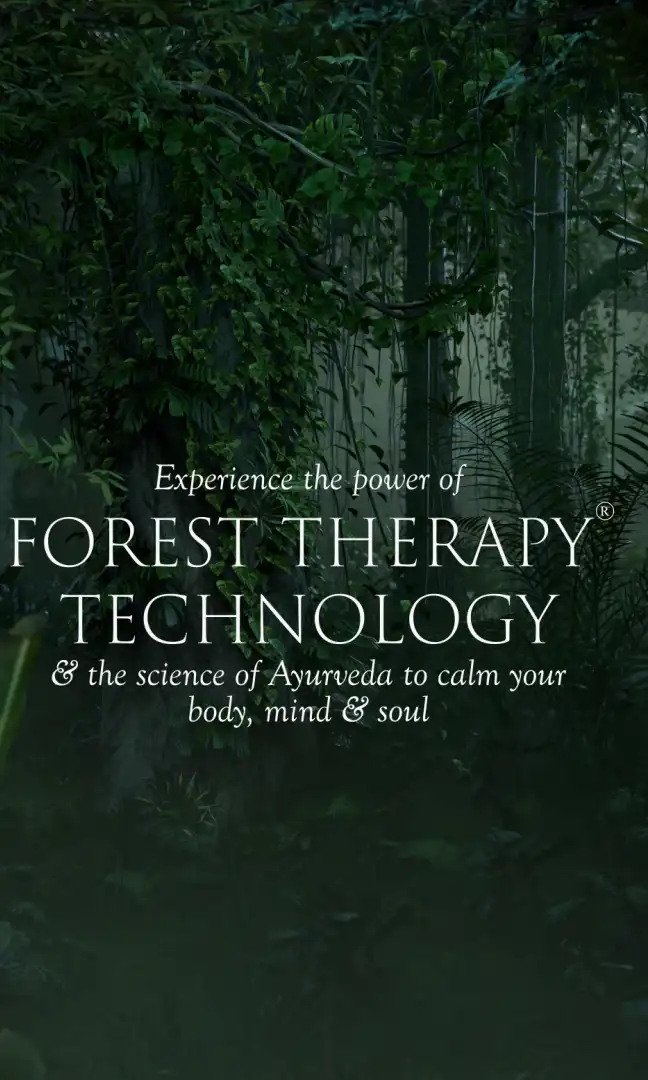 Experience the power of
FOREST THERAPY®
TECHNOLOGY
& the science of Ayurveda to calm your
body, mind & soul